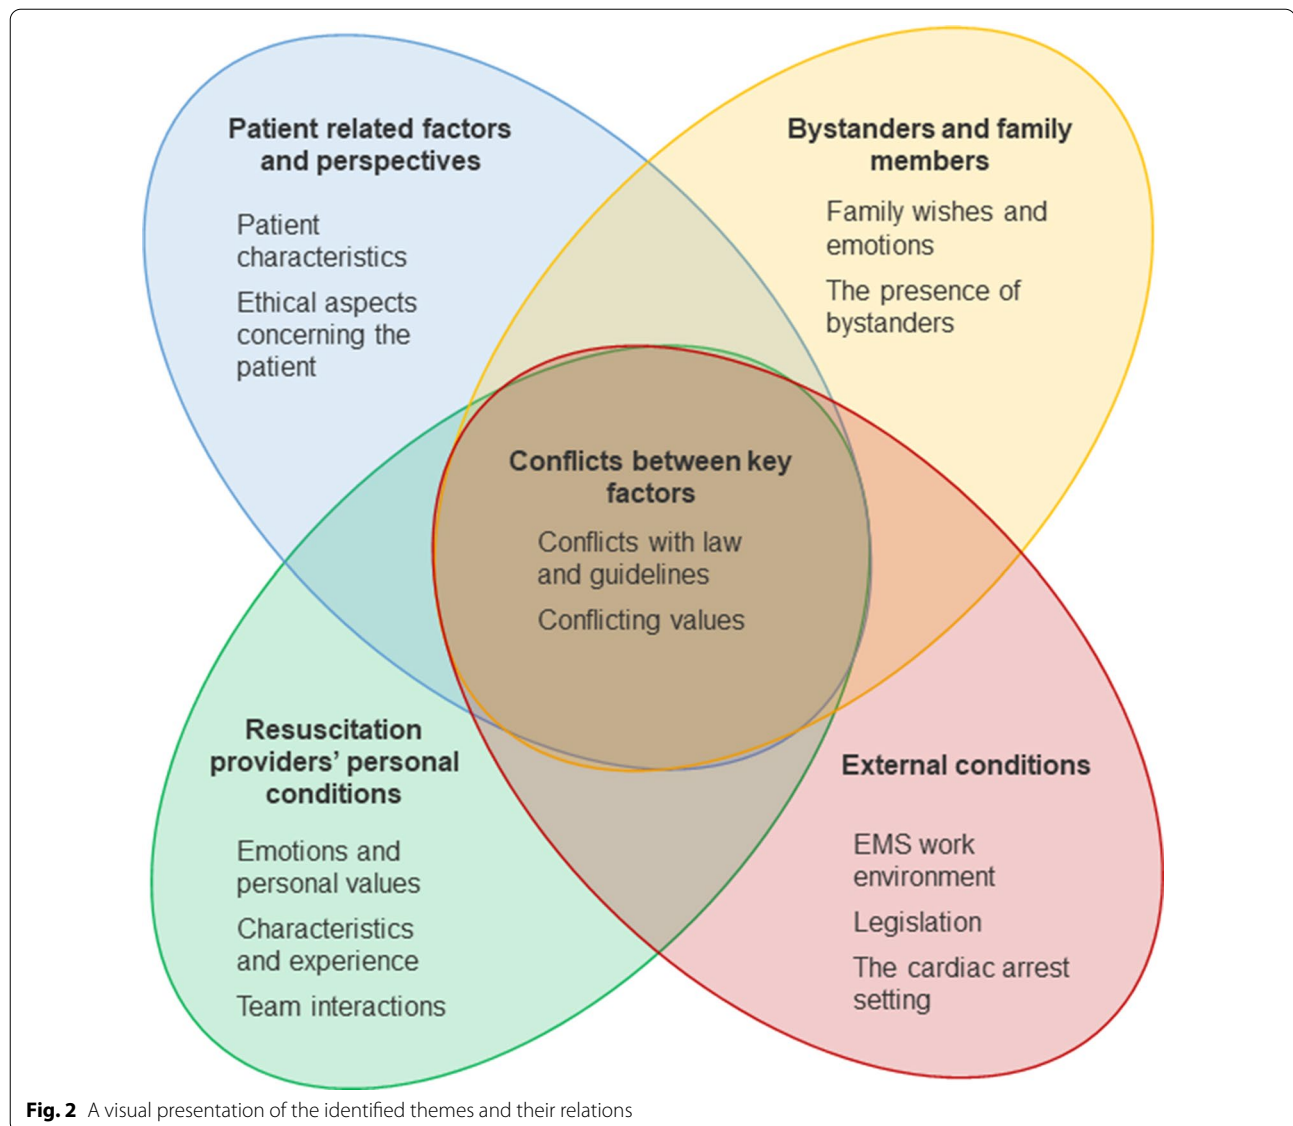 Patient related factors
and perspectives
Patient
characteristics
Ethical aspects
concerning the
patient
Bystanders and family
members
Family wishes and
emotions
The presence of
bystanders
Conflicts between key
factors
Conflicts with law
and guidelines
Conflicting values
Resuscitation
providers’ personal
conditions
Emotions and
personal values
Characteristics
and experience
Team interactions
External conditions
EMS work
environment
Legislation
The cardiac arrest
setting
Fig. 2 A visual presentation of the identified themes and their relations